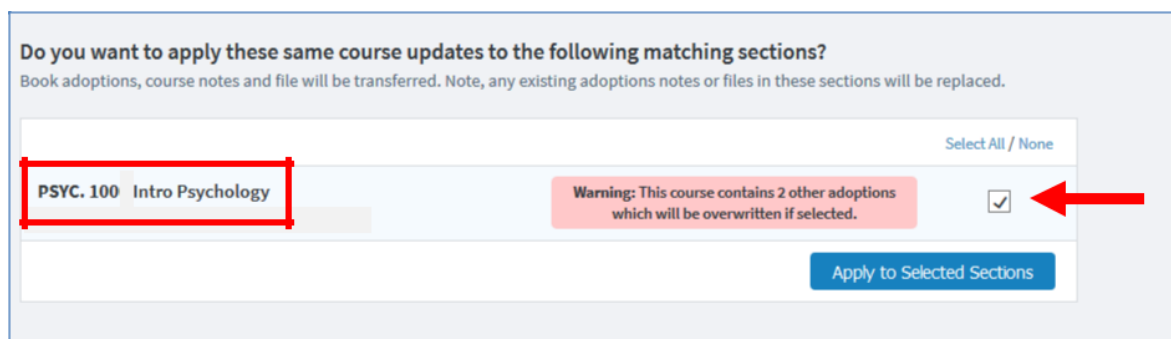 Do you want to apply these same course updates to the following matching sections?
Book adoptions, course notes and file will be transferred. Note, any existing adoptions notes or files in these sections will be replaced.
Select All / None
PSYC. 100 Intro Psychology
Warning: This course contains 2 other adoptions
which will be overwritten if selected.
Apply to Selected Sections